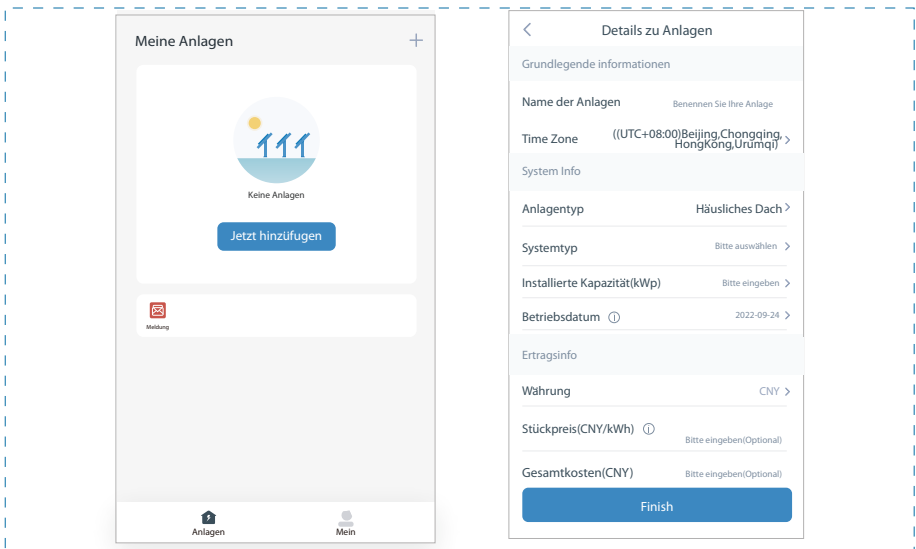 Meine Anlagen
Keine Anlagen
Jetzt hinzufügen
Meldung
Anlagen
Mein
Details zu Anlagen
Grundlegende informationen
Name der Anlagen Benennen Sie Ihre Anlage
Time Zone ((UTC+08:00)Beijing,Chongqing,
HongKong,Urumqi)
System Info
Anlagentyp Häusliches Dach
Systemtyp Bitte auswählen
Installierte Kapazität(kWp) Bitte eingeben
Betriebsdatum 2022-09-24
Ertragsinfo
Währung CNY
Stückpreis(CNY/kWh)
Bitte eingeben(Optional)
Gesamtkosten(CNY) Bitte eingeben(Optional)
Finish